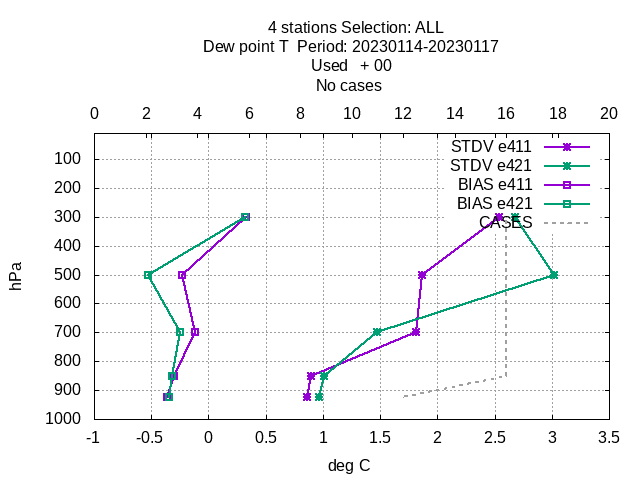 4 stations Selection: ALL
Dew point T  Period: 20230114-20230117
Used   + 00
No cases
0 2 4 6 8 10 12 14 16 18 20
STDV e411
STDV e421
BIAS e411
BIAS e421
CASES
100
200
300
400
500
600
700
800
900
1000
hPa
-1 -0.5 0 0.5 1 1.5 2 2.5 3 3.5
deg C